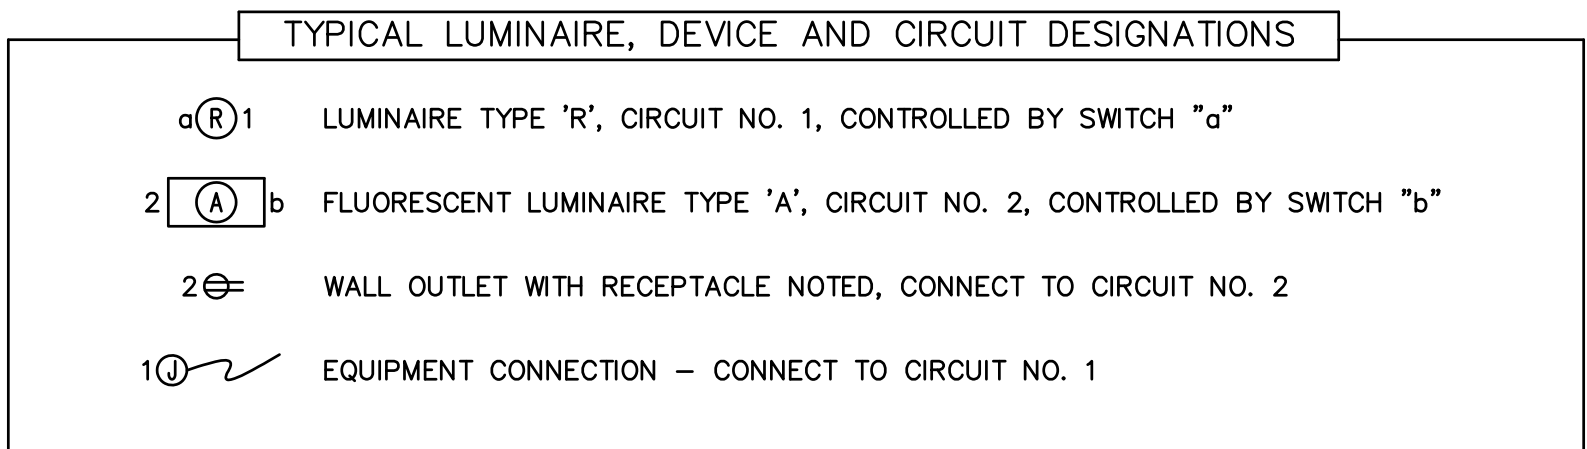 TYPICAL LUMINAIRE, DEVICE AND CIRCUIT DESIGNATIONS
a R 1 LUMINAIRE TYPE 'R', CIRCUIT NO. 1, CONTROLLED BY SWITCH "a"
2 A b FLUORESCENT LUMINAIRE TYPE 'A', CIRCUIT NO. 2, CONTROLLED BY SWITCH "b"
2 WALL OUTLET WITH RECEPTACLE NOTED, CONNECT TO CIRCUIT NO. 2
1 J EQUIPMENT CONNECTION – CONNECT TO CIRCUIT NO. 1